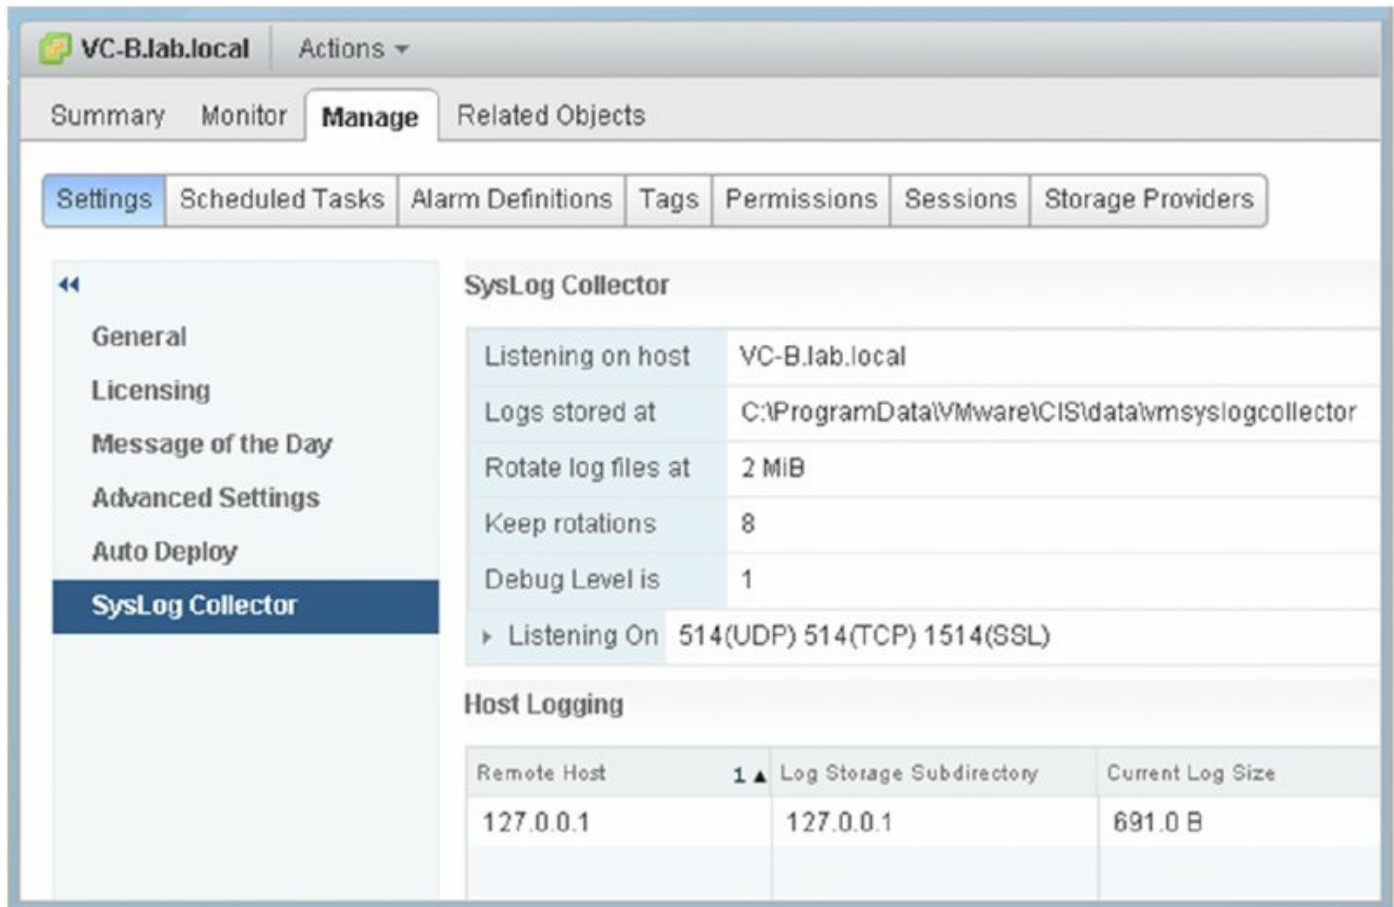 VC-B.lab.local Actions
Summary Monitor Manage Related Objects
Settings Scheduled Tasks Alarm Definitions Tags Permissions Sessions Storage Providers
General
Licensing
Message of the Day
Advanced Settings
Auto Deploy
SysLog Collector
SysLog Collector
Listening on host VC-B.lab.local
Logs stored at C:\ProgramData\VMware\CIS\data\vmsyslogcollector
Rotate log files at 2 MiB
Keep rotations 8
Debug Level is 1
Listening On 514(UDP) 514(TCP) 1514(SSL)
Host Logging
Remote Host 1 ▲ Log Storage Subdirectory Current Log Size
127.0.0.1 127.0.0.1 691.0 B